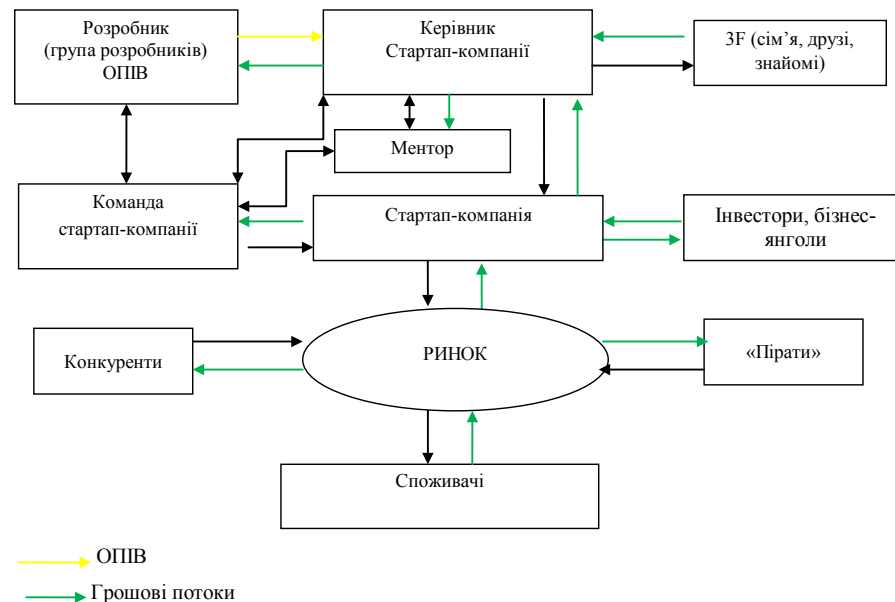 Розробник
(група розробників)
ОПІВ
Керівник
Стартап-компанії
3F (сім’я, друзі,
знайомі)
Ментор
Команда
стартап-компанії
Стартап-компанія
Інвестори, бізнес-
янголи
Конкуренти
РИНОК
«Пірати»
Споживачі
ОПІВ
Грошові потоки